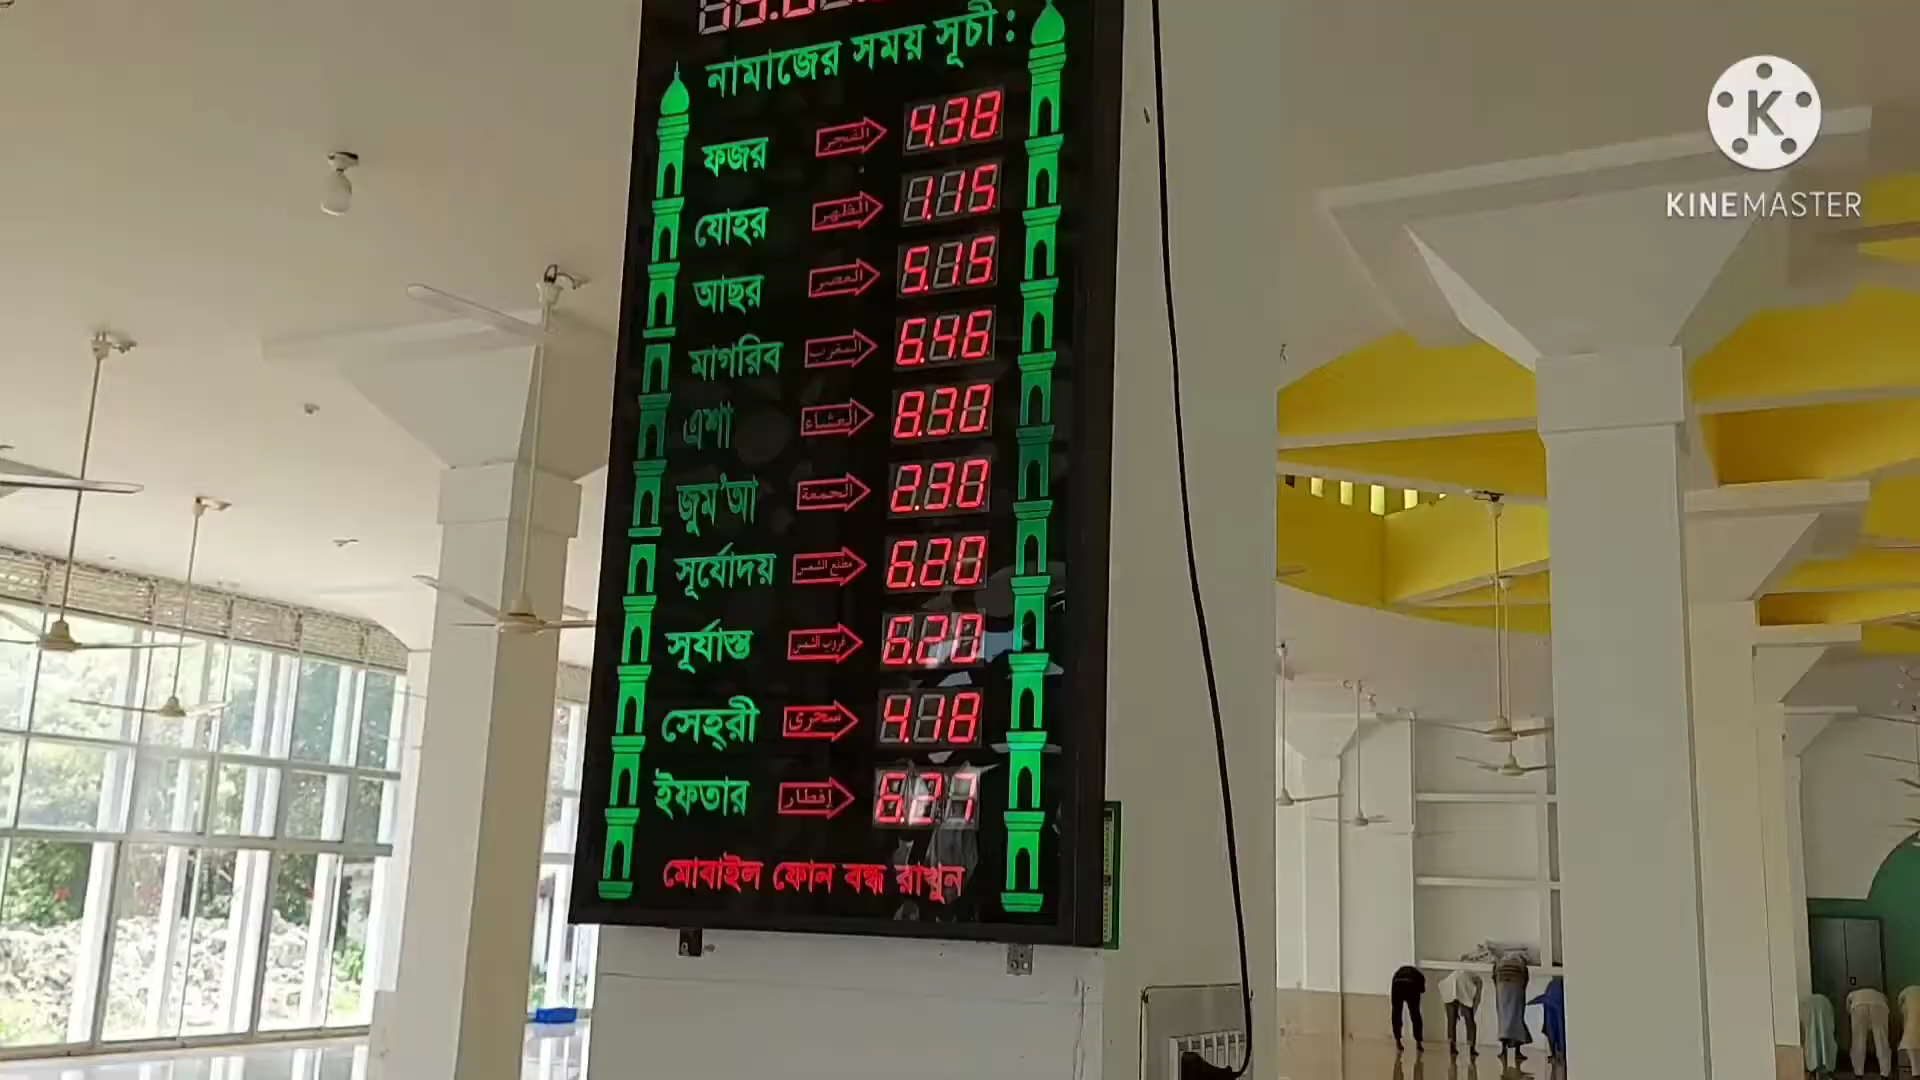 নামাজের সময় সূচী :
ফজর الفجر 4.38
যোহর الظهر 1.15
আছর العصر 5.15
মাগরিব المغرب 6.46
এশা العشاء 8.30
জুম'আ الجمعة 2.30
সূর্যোদয় مطلع الشمس 6.20
সূর্যাস্ত غروب الشمس 6.20
সেহ্রী سحرى 4.18
ইফতার إفطار 6.27
মোবাইল ফোন বন্ধ রাখুন
K
KINEMASTER